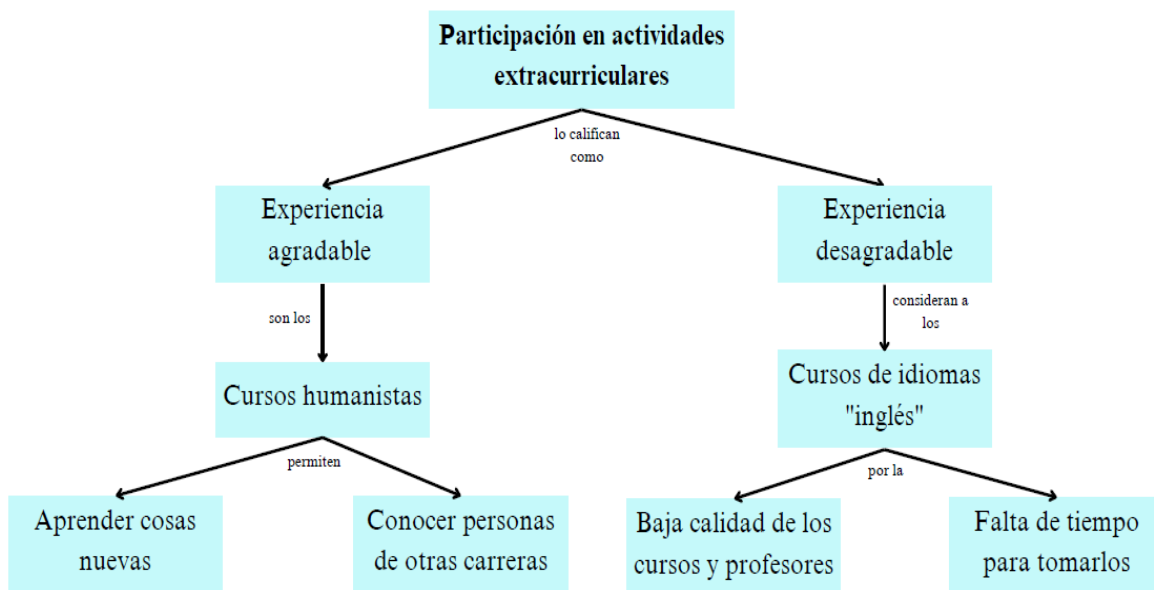 Participación en actividades
extracurriculares
lo califican
como
Experiencia
agradable
Experiencia
desagradable
son los
consideran a
los
Cursos humanistas
Cursos de idiomas
"inglés"
permiten
por la
Aprender cosas
nuevas
Conocer personas
de otras carreras
Baja calidad de los
cursos y profesores
Falta de tiempo
para tomarlos